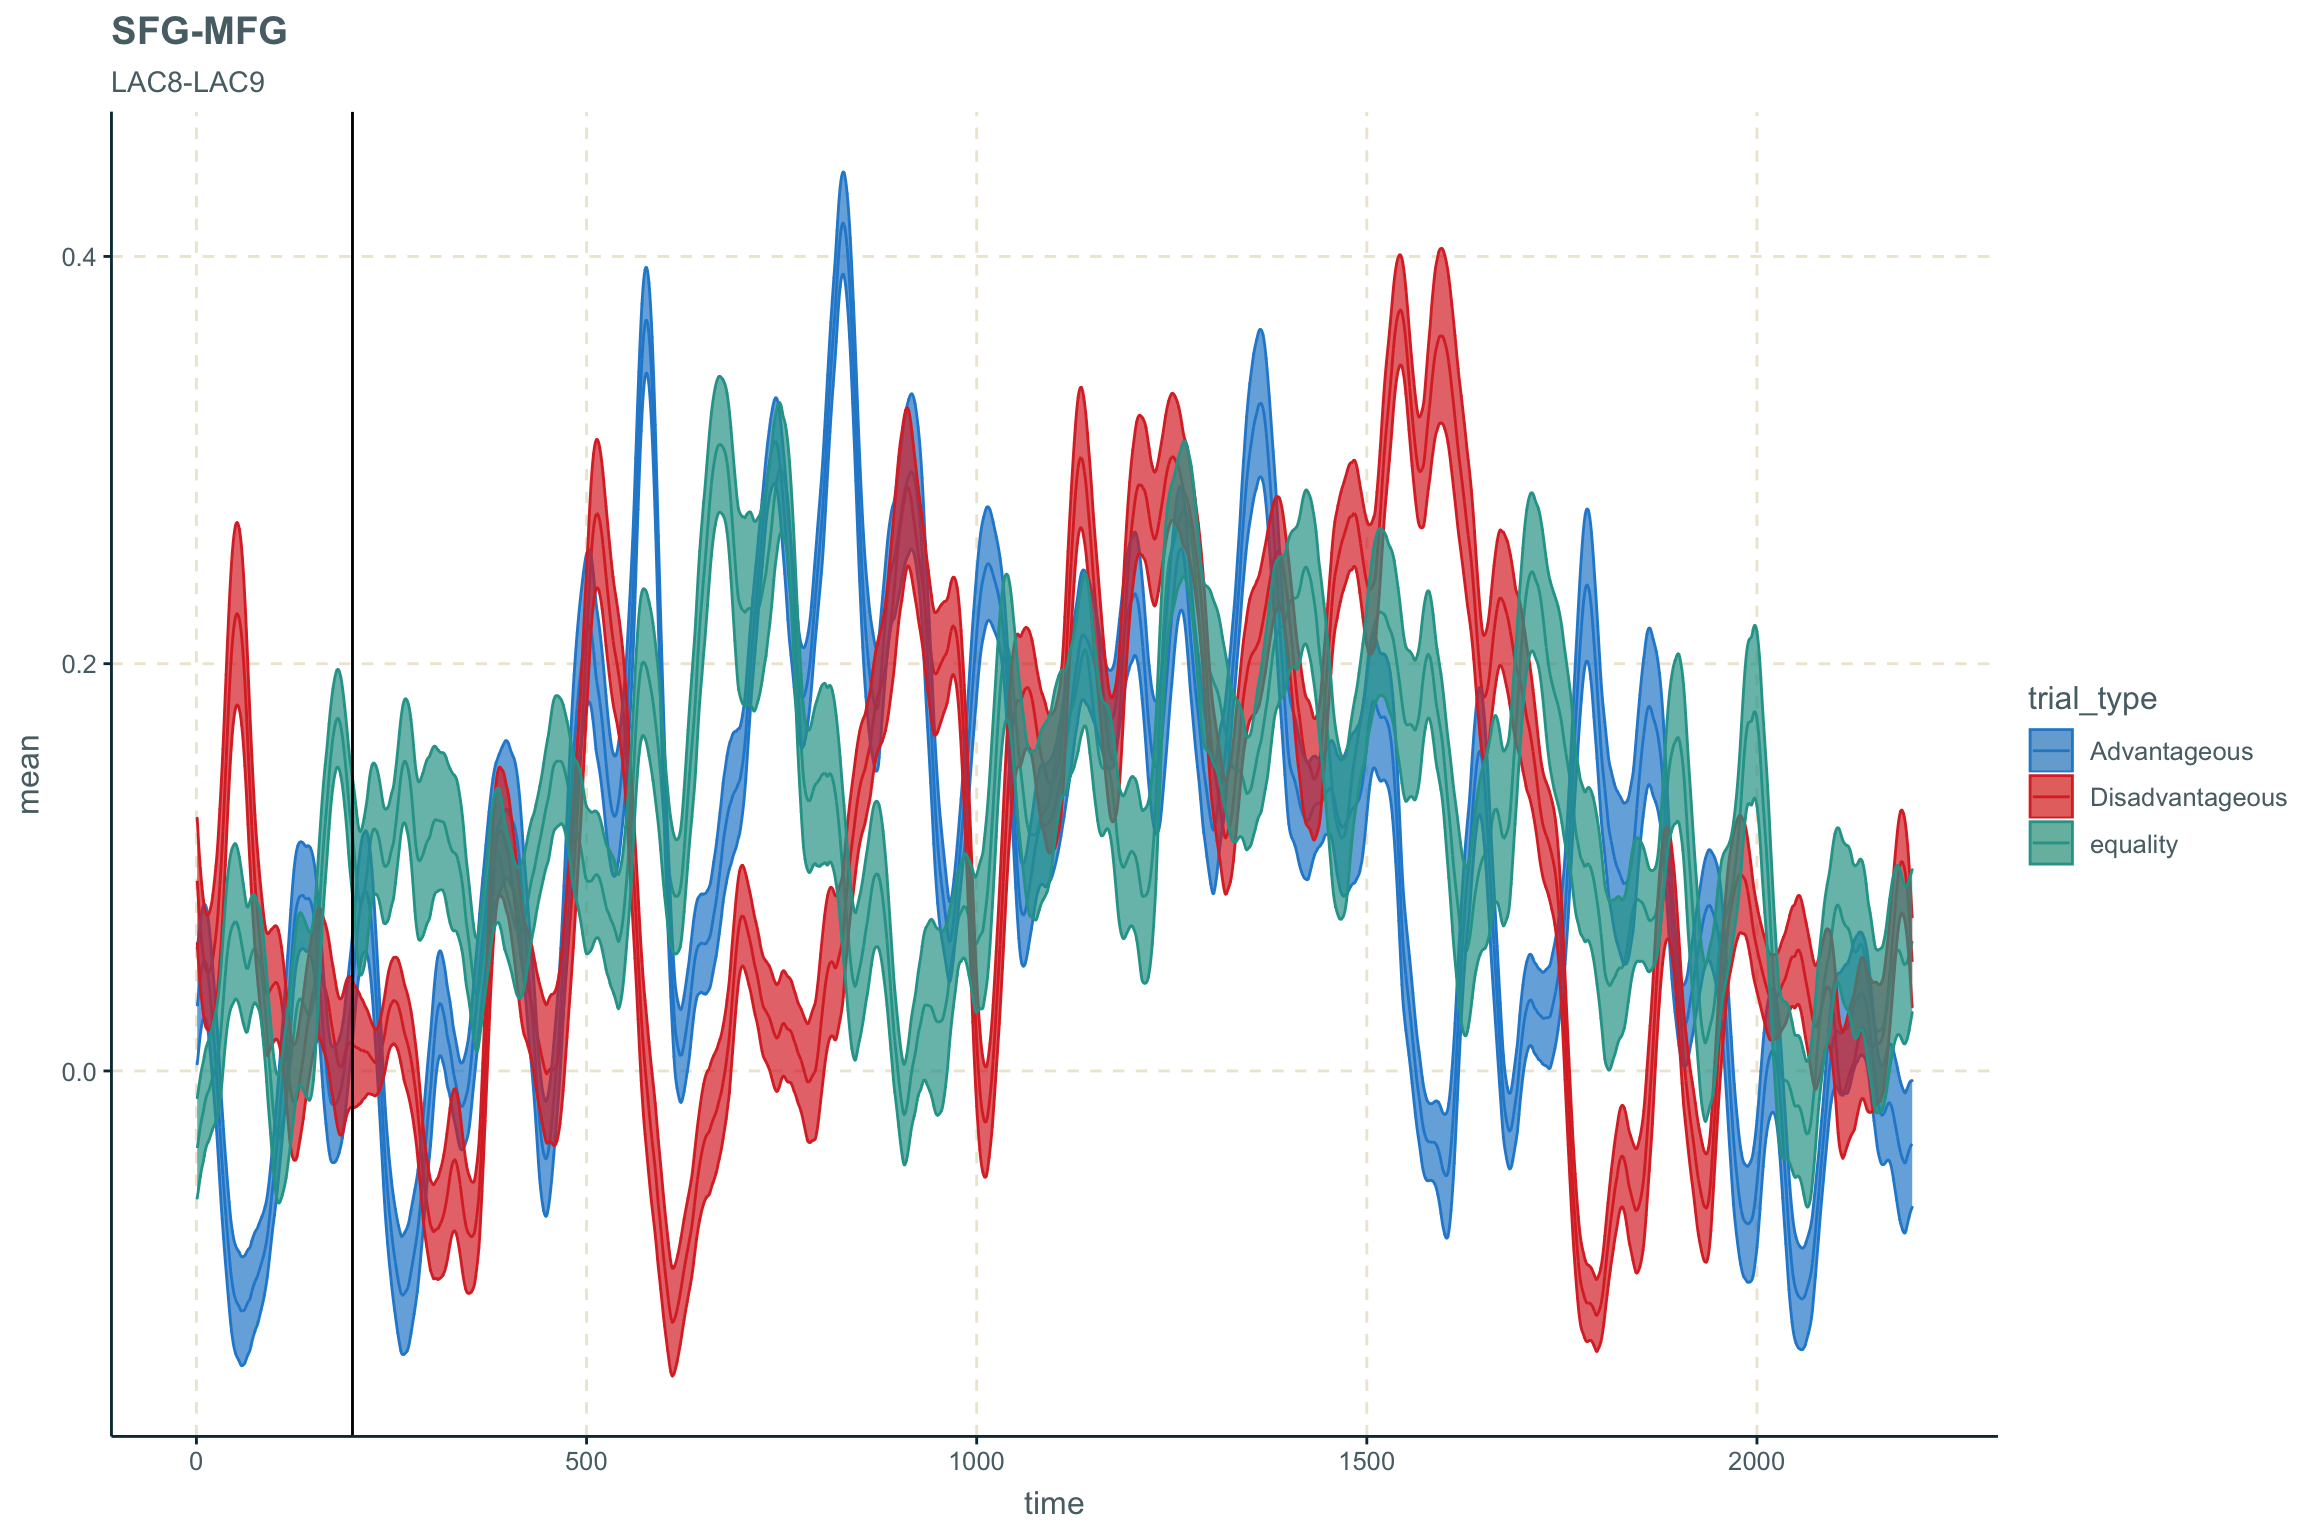 SFG-MFG
LAC8-LAC9
mean
0.4
0.2
0.0
0
500
1000
1500
2000
time
trial_type
Advantageous
Disadvantageous
equality